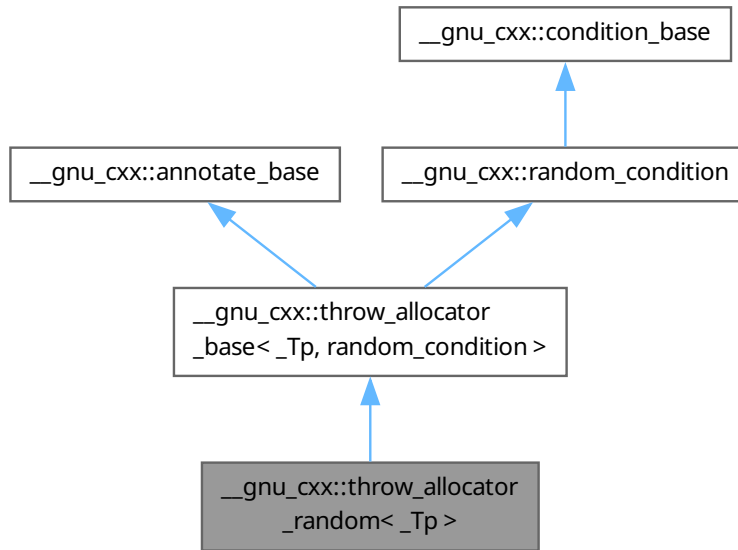 __gnu_cxx::condition_base
__gnu_cxx::annotate_base
__gnu_cxx::random_condition
__gnu_cxx::throw_allocator
_base< _Tp, random_condition >
__gnu_cxx::throw_allocator
_random< _Tp >